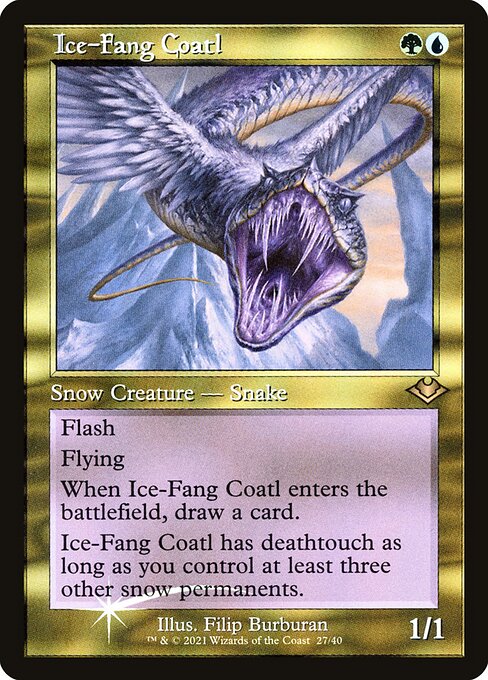 Ice-Fang Coatl
Snow Creature — Snake
Flash
Flying
When Ice-Fang Coatl enters the
battlefield, draw a card.
Ice-Fang Coatl has deathtouch as
long as you control at least three
other snow permanents.
Illus. Filip Burburan
™ & © 2021 Wizards of the Coast 27/40
1/1